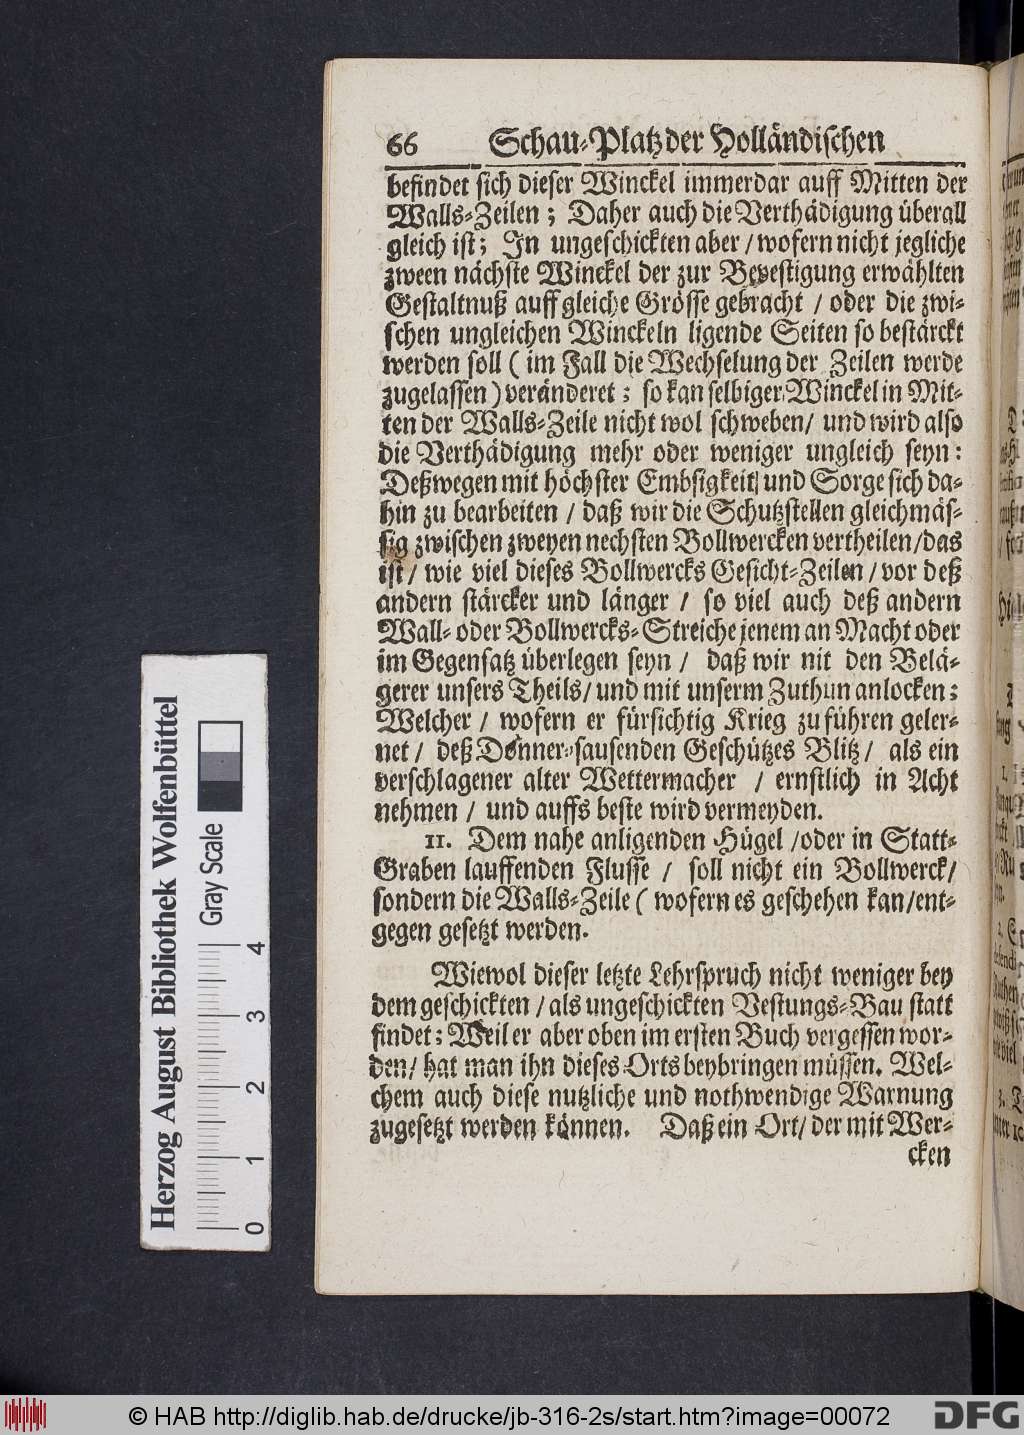 66 Schau-Platz der Holländischen
befindet sich dieser Winckel immerdar auff Mitten der
Walls-Zeilen; Daher auch die Verthädigung überall
gleich ist; In ungeschickten aber / wofern nicht jegliche
zween nächste Winckel der zur Bevestigung erwählten
Gestaltnuß auff gleiche Grösse gebracht / oder die zwi-
schen ungleichen Winckeln ligende Seiten so bestärckt
werden soll ( im Fall die Wechselung der Zeilen werde
zugelassen ) veränderet; so kan selbiger Winckel in Mit-
ten der Walls-Zeile nicht wol schweben / und wird also
die Verthädigung mehr oder weniger ungleich seyn:
Deßwegen mit höchster Embsigkeit und Sorge sich da-
hin zu bearbeiten / daß wir die Schutzstellen gleichmäs-
sig zwischen zweyen nechsten Bollwercken vertheilen / das
ist / wie viel dieses Bollwercks Gesicht-Zeilen / vor deß
andern stärcker und länger / so viel auch deß andern
Wall- oder Bollwercks-Streiche jenem an Macht oder
im Gegensatz überlegen seyn / daß wir nit den Belä-
gerer unsers Theils / und mit unserm Zuthun anlocken;
Welcher / wofern er fürsichtig Krieg zu führen geler-
net / deß Donner-sausenden Geschützes Blitz / als ein
verschlagener alter Wettermacher / ernstlich in Acht
nehmen / und auffs beste wird vermeyden.
11. Dem nahe anligenden Hügel / oder in Statt-
Graben lauffenden Flusse / soll nicht ein Bollwerck /
sondern die Walls-Zeile ( wofern es geschehen kan / ent-
gegen gesetzt werden.
Wiewol dieser letzte Lehrspruch nicht weniger bey
dem geschickten / als ungeschickten Vestungs-Bau statt
findet; Weil er aber oben im ersten Buch vergessen wor-
den / hat man ihn dieses Orts beybringen müssen. Wel-
chem auch diese nutzliche und nothwendige Warnung
zugesetzt werden können. Daß ein Ort / der mit Wer-
cken
Herzog August Bibliothek Wolfenbüttel
Gray Scale
0 1 2 3 4
© HAB http://diglib.hab.de/drucke/jb-316-2s/start.htm?image=00072
DFG